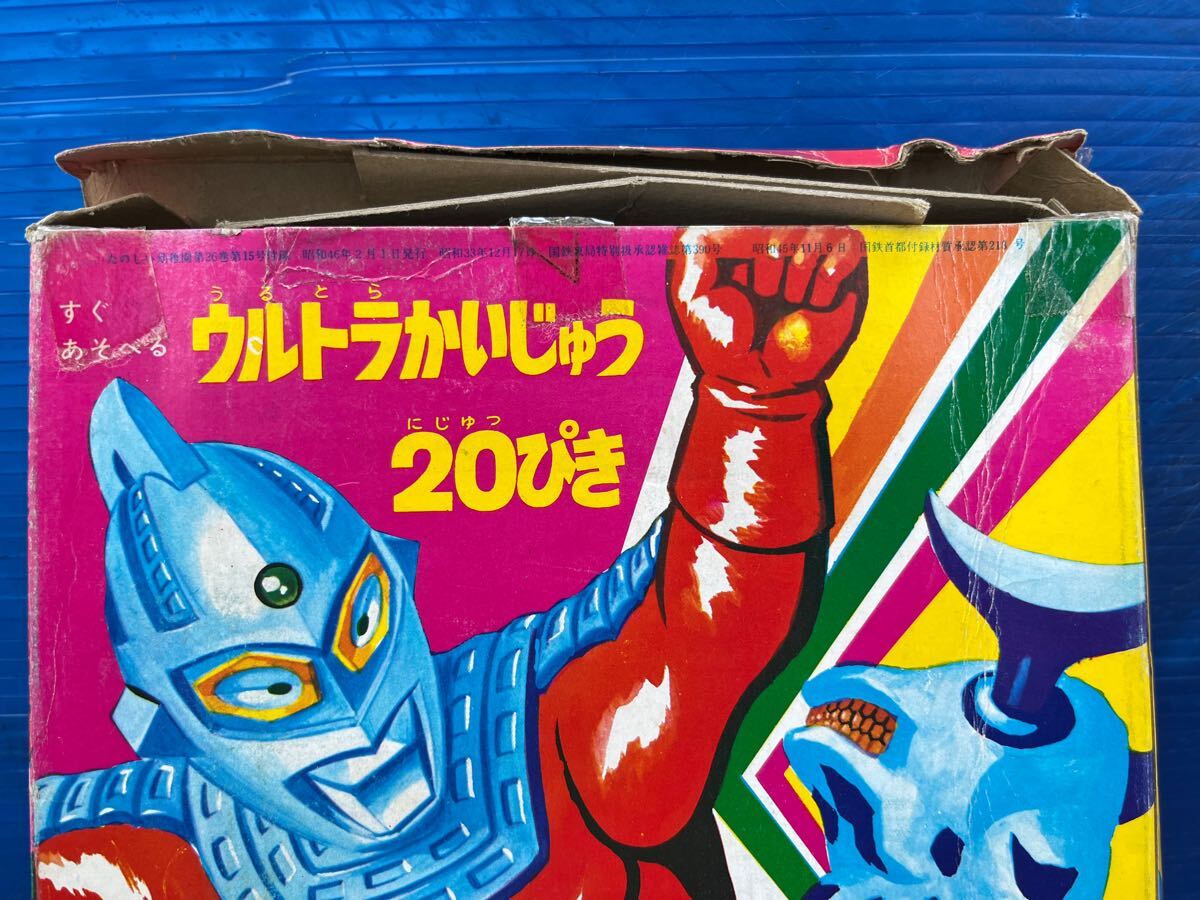 たのしい幼稚園第26巻第15号付録 昭和46年2月1日発行 昭和33年12月17日 国鉄東局特別扱承認雑誌第390号 昭和45年11月6日 国鉄首都付録材質承認第218号
すぐ
あそべる
うるとら
ウルトラかいじゅう
にじゅつ
20ぴき